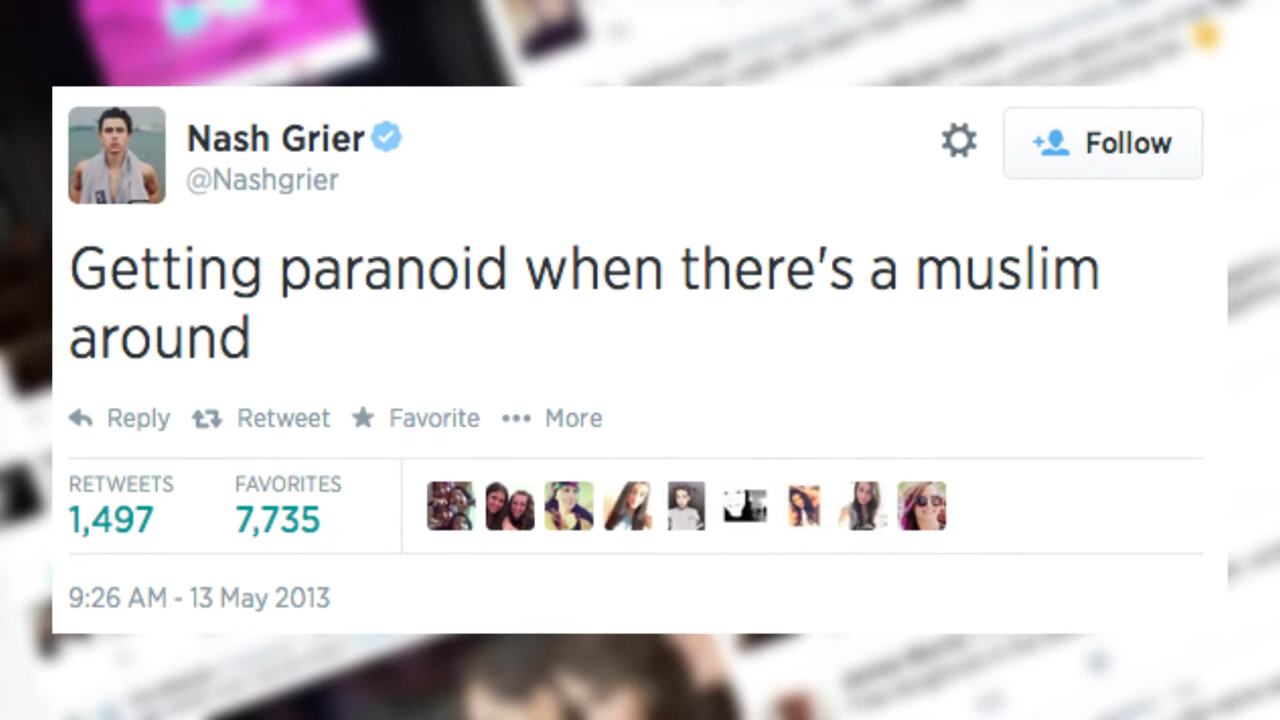 Nash Grier
@Nashgrier
Follow
Getting paranoid when there's a muslim
around
Reply Retweet Favorite More
RETWEETS FAVORITES
1,497 7,735
9:26 AM - 13 May 2013